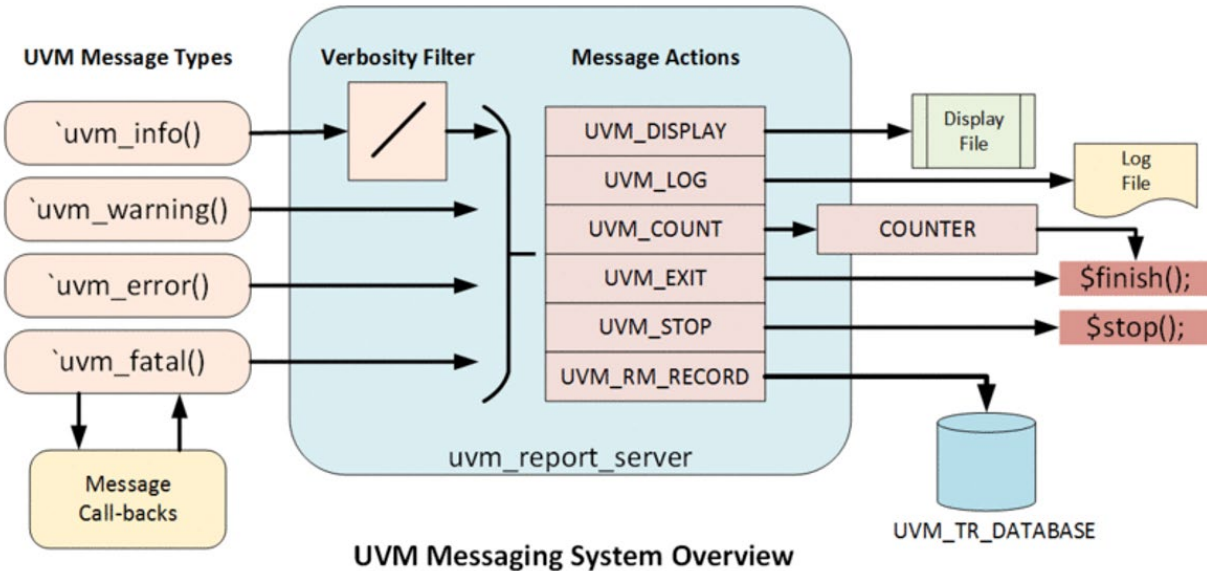 UVM Message Types
Verbosity Filter
Message Actions
`uvm_info()
`uvm_warning()
`uvm_error()
`uvm_fatal()
Message
Call-backs
UVM_DISPLAY
UVM_LOG
UVM_COUNT
UVM_EXIT
UVM_STOP
UVM_RM_RECORD
uvm_report_server
Display
File
Log
File
COUNTER
$finish();
$stop();
UVM_TR_DATABASE
UVM Messaging System Overview